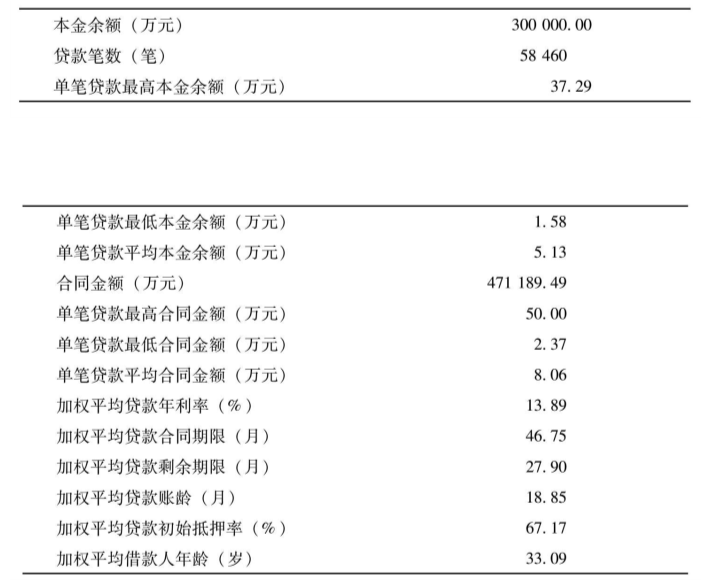 本金余额（万元） 300 000.00
贷款笔数（笔） 58 460
单笔贷款最高本金余额（万元） 37.29
单笔贷款最低本金余额（万元） 1.58
单笔贷款平均本金余额（万元） 5.13
合同金额（万元） 471 189.49
单笔贷款最高合同金额（万元） 50.00
单笔贷款最低合同金额（万元） 2.37
单笔贷款平均合同金额（万元） 8.06
加权平均贷款年利率（%） 13.89
加权平均贷款合同期限（月） 46.75
加权平均贷款剩余期限（月） 27.90
加权平均贷款账龄（月） 18.85
加权平均贷款初始抵押率（%） 67.17
加权平均借款人年龄（岁） 33.09